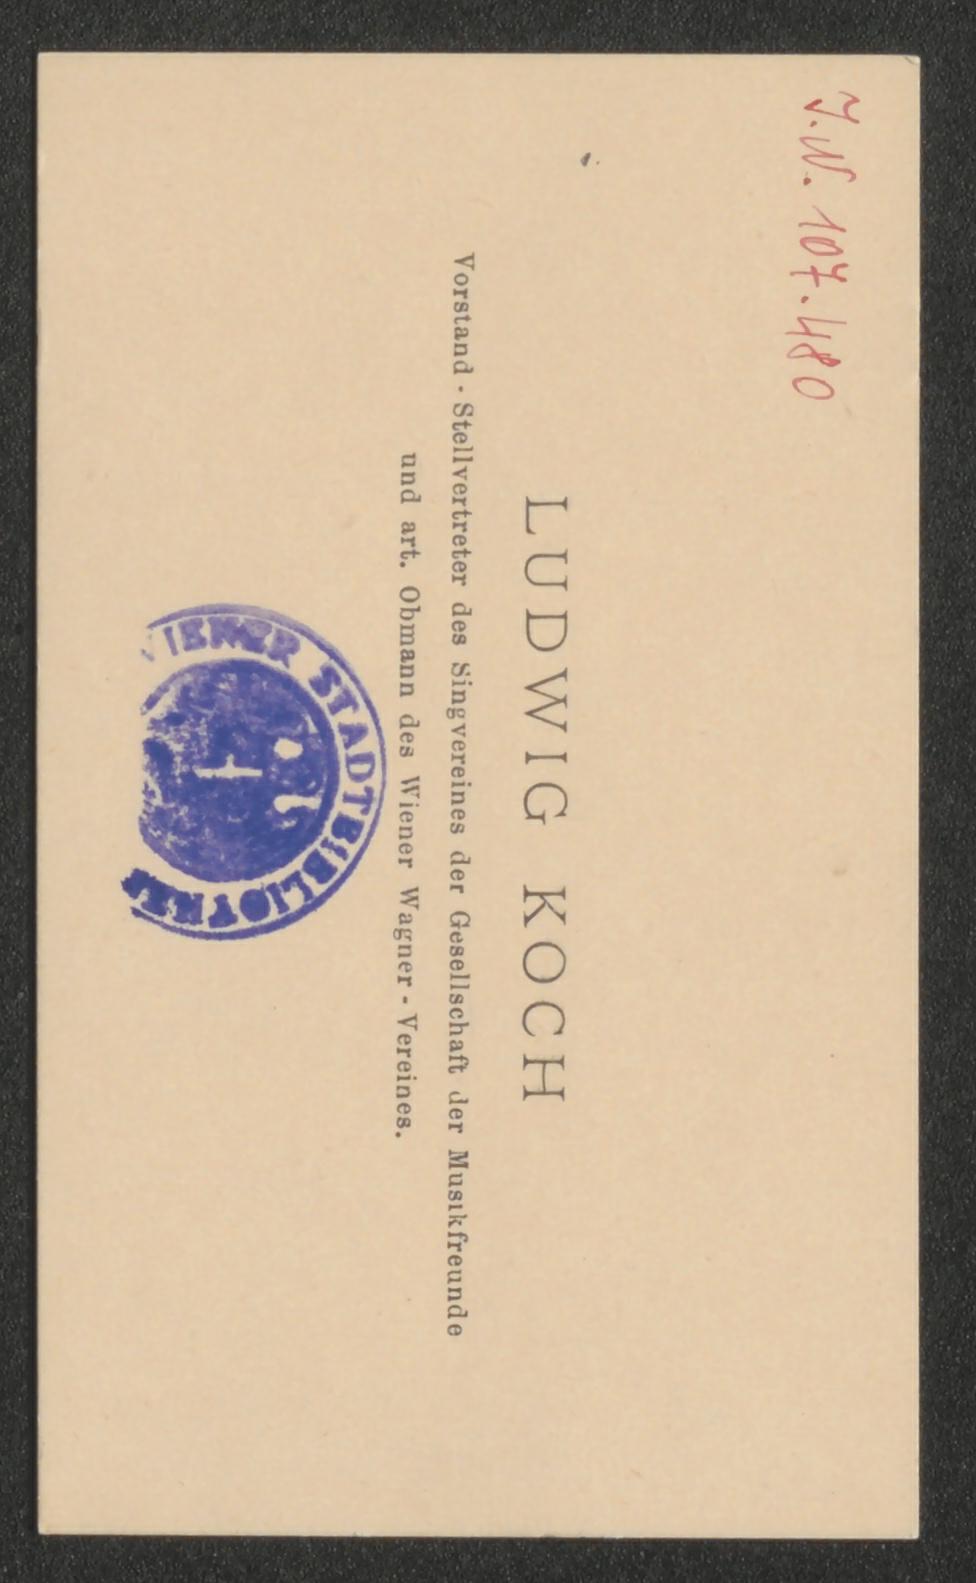 J.N. 107.480
LUDWIG KOCH
Vorstand-Stellvertreter des Singvereines der Gesellschaft der Musikfreunde
und art. Obmann des Wiener Wagner-Vereines.
WIENER STADTBIBLIOTHEK